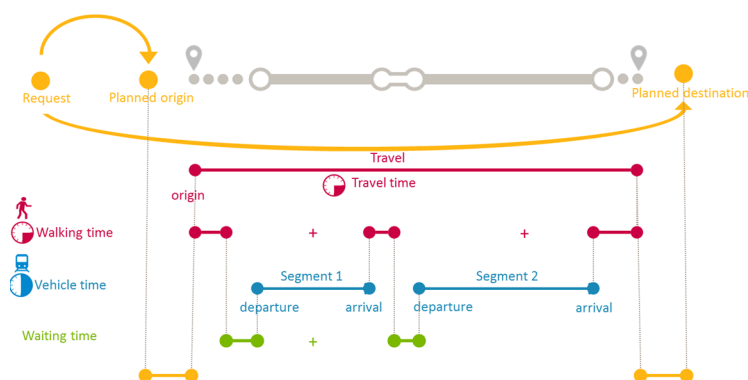 Request
Planned origin
Planned destination
Travel
Travel time
origin
Walking time
+
+
Segment 1
Segment 2
Vehicle time
departure
arrival
departure
arrival
Waiting time
+